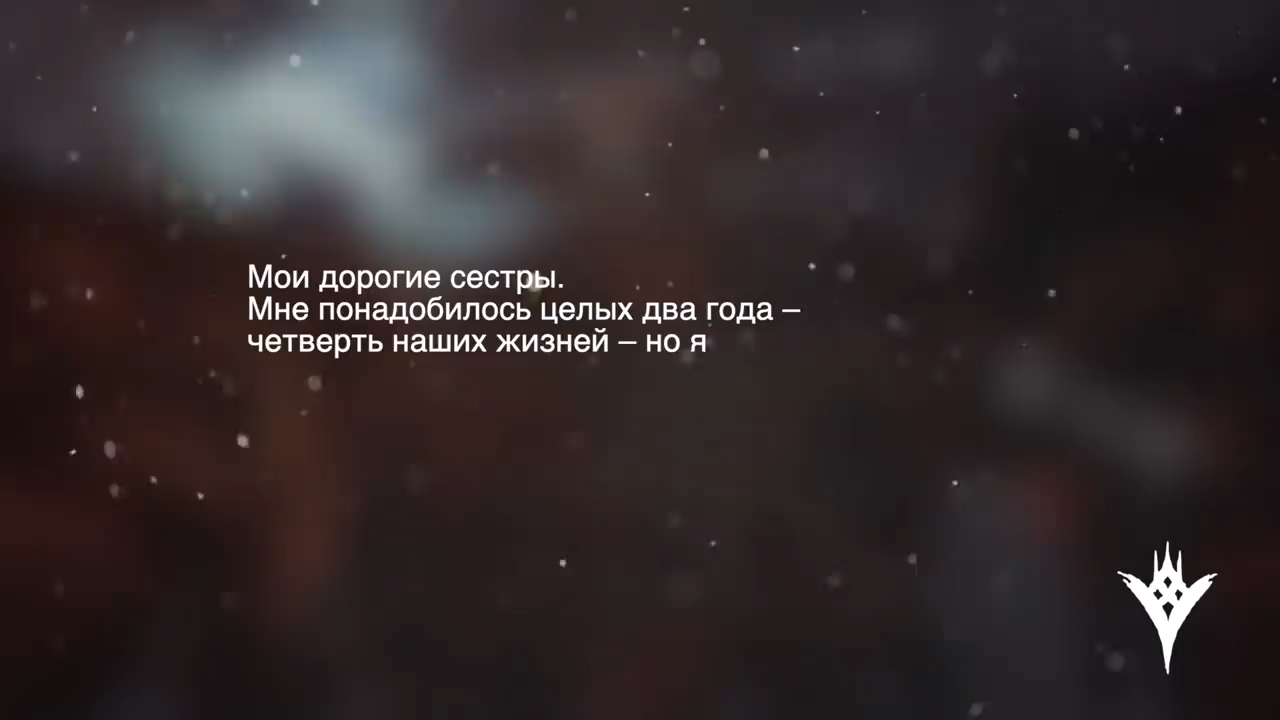 Мои дорогие сестры.
Мне понадобилось целых два года –
четверть наших жизней – но я